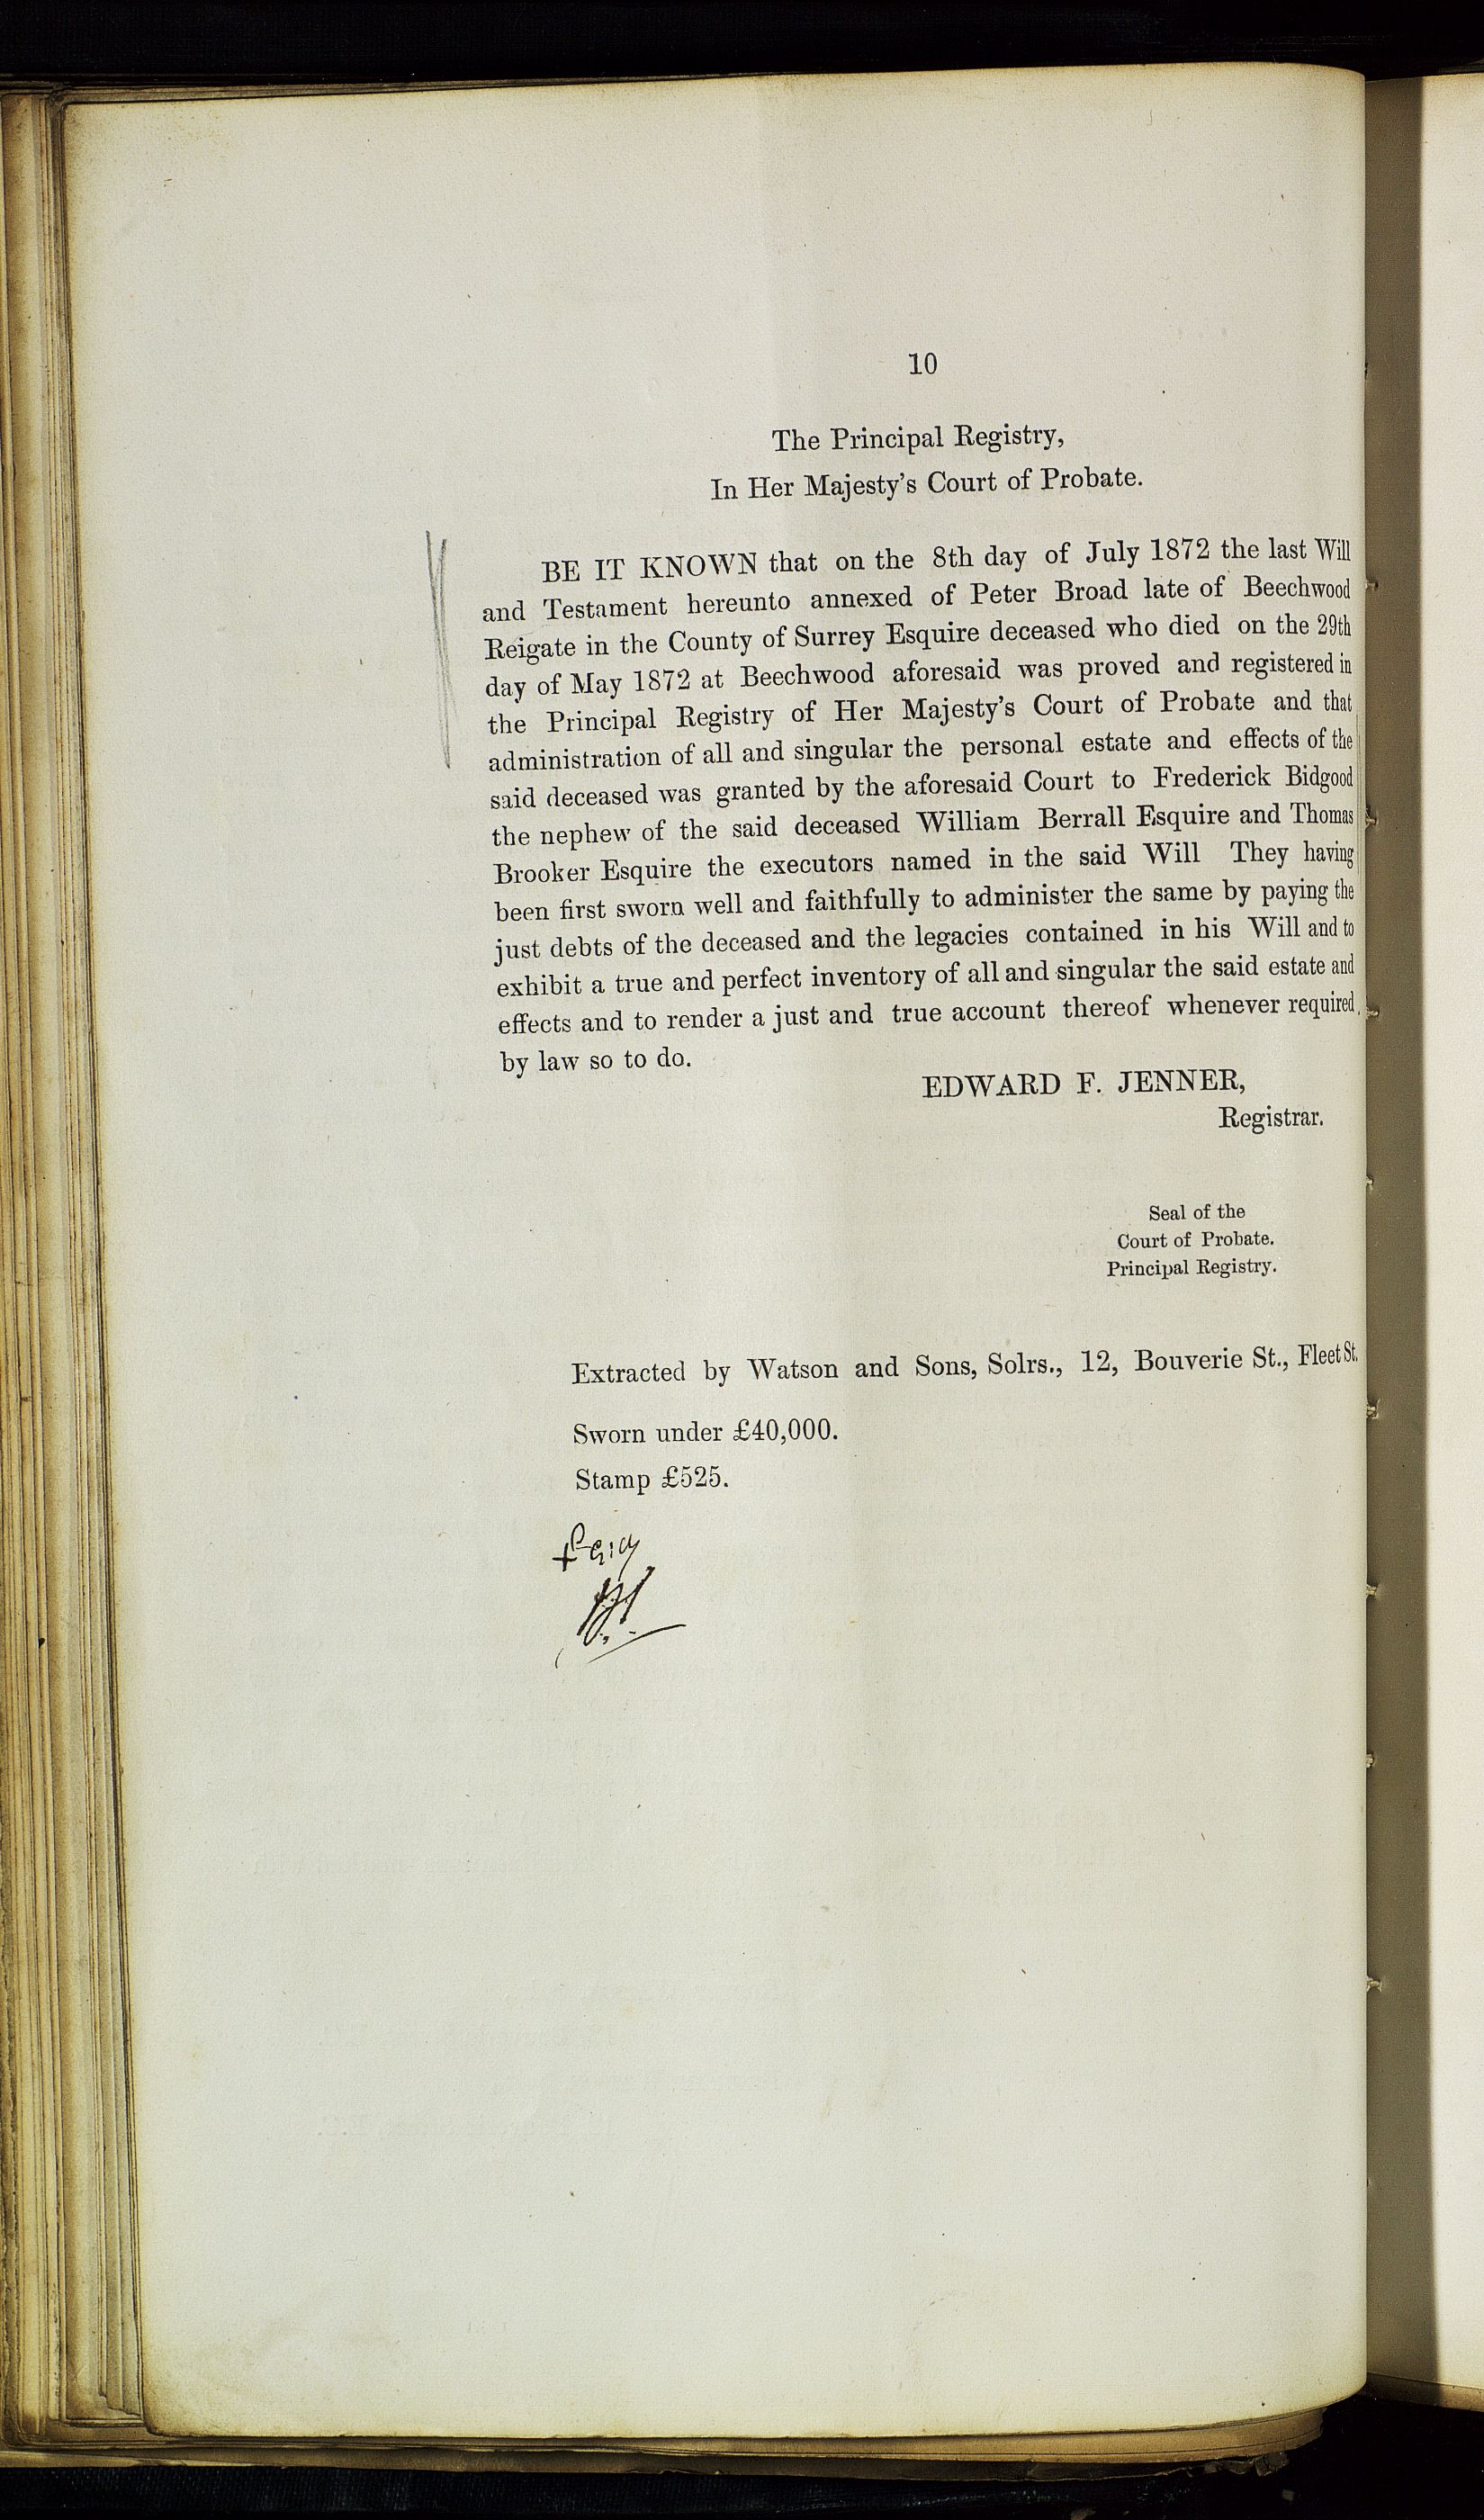 10
The Principal Registry,
In Her Majesty's Court of Probate.
BE IT KNOWN that on the 8th day of July 1872 the last Will
and Testament hereunto annexed of Peter Broad late of Beechwood
Reigate in the County of Surrey Esquire deceased who died on the 29th
day of May 1872 at Beechwood aforesaid was proved and registered in
the Principal Registry of Her Majesty's Court of Probate and that
administration of all and singular the personal estate and effects of the
said deceased was granted by the aforesaid Court to Frederick Bidgood
the nephew of the said deceased William Berrall Esquire and Thomas
Brooker Esquire the executors named in the said Will They having
been first sworn well and faithfully to administer the same by paying the
just debts of the deceased and the legacies contained in his Will and to
exhibit a true and perfect inventory of all and singular the said estate and
effects and to render a just and true account thereof whenever required
by law so to do.
EDWARD F. JENNER,
Registrar.
Seal of the
Court of Probate.
Principal Registry.
Extracted by Watson and Sons, Solrs., 12, Bouverie St., Fleet St.
Sworn under £40,000.
Stamp £525.